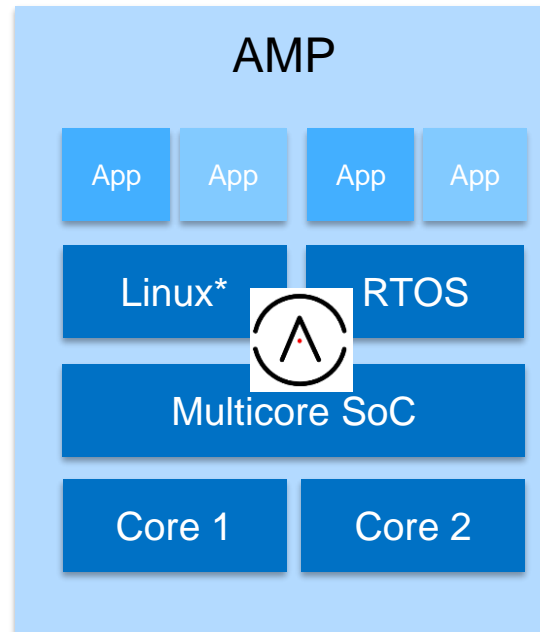 AMP
App App App App
Linux* RTOS
Multicore SoC
Core 1 Core 2